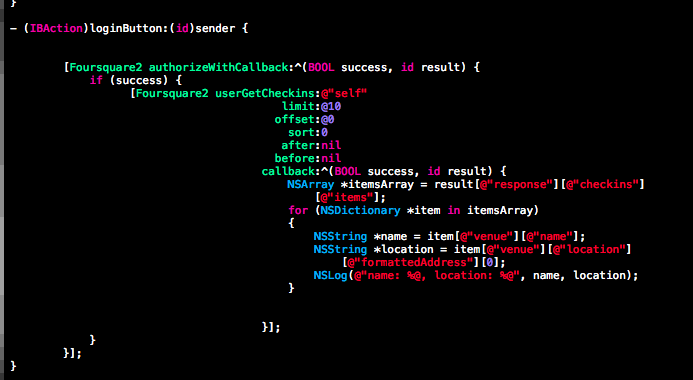 }
– (IBAction)loginButton:(id)sender {
[Foursquare2 authorizeWithCallback:^(BOOL success, id result) {
if (success) {
[Foursquare2 userGetCheckins:@"self"
limit:@10
offset:@0
sort:0
after:nil
before:nil
callback:^(BOOL success, id result) {
NSArray *itemsArray = result[@"response"][@"checkins"]
[@"items"];
for (NSDictionary *item in itemsArray)
{
NSString *name = item[@"venue"][@"name"];
NSString *location = item[@"venue"][@"location"]
[@"formattedAddress"][0];
NSLog(@"name: %@, location: %@", name, location);
}
}];
}
}];
}